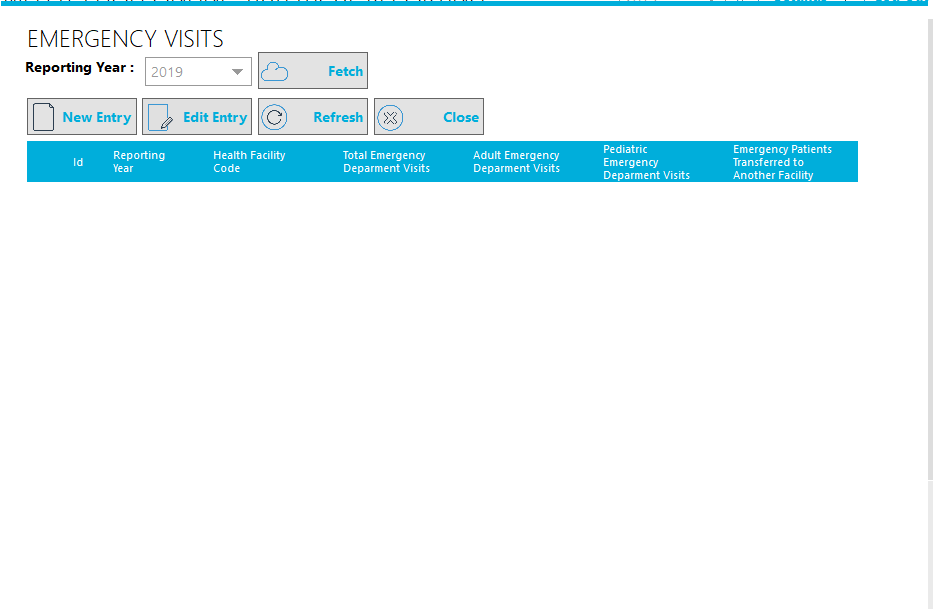 EMERGENCY VISITS
Reporting Year :
2019
Fetch
New Entry
Edit Entry
Refresh
Close
Id
Reporting
Year
Health Facility
Code
Total Emergency
Deparment Visits
Adult Emergency
Deparment Visits
Pediatric
Emergency
Deparment Visits
Emergency Patients
Transferred to
Another Facility